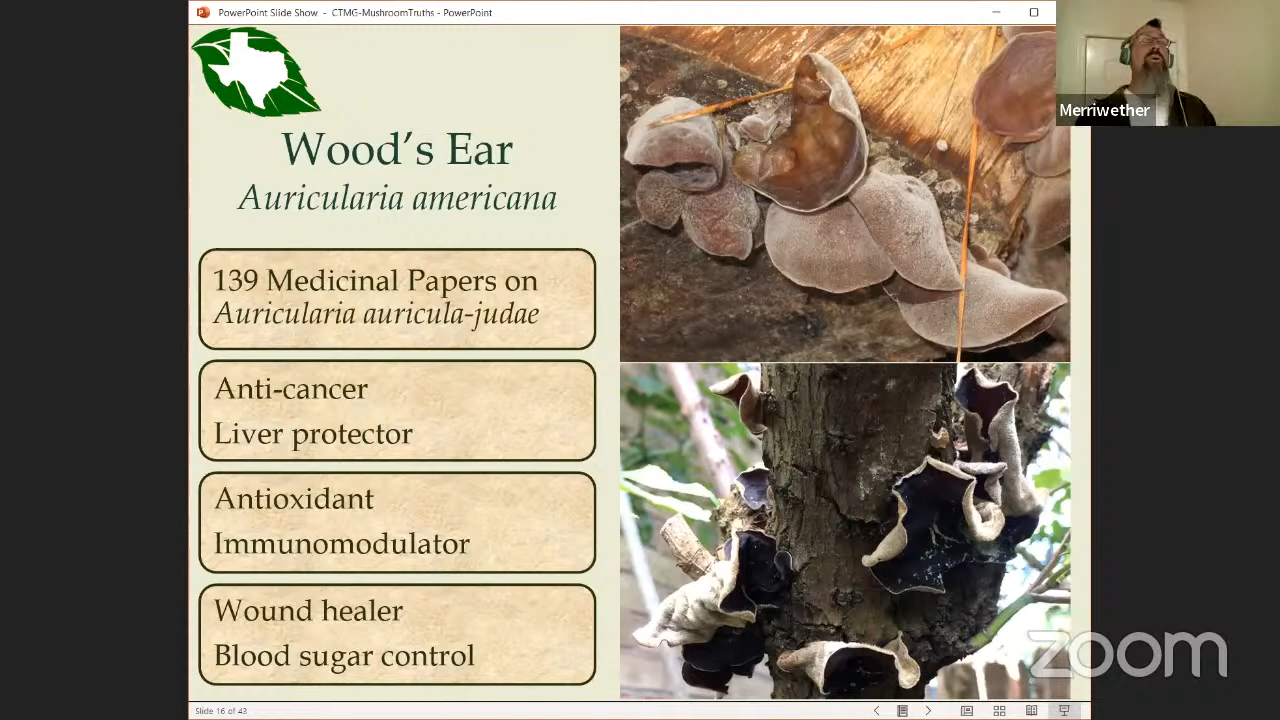 PowerPoint Slide Show - CTMG-MushroomTruths - PowerPoint
Merriwether
Wood's Ear
Auricularia americana
139 Medicinal Papers on
Auricularia auricula-judae
Anti-cancer
Liver protector
Antioxidant
Immunomodulator
Wound healer
Blood sugar control
zoom
Slide 16 of 43